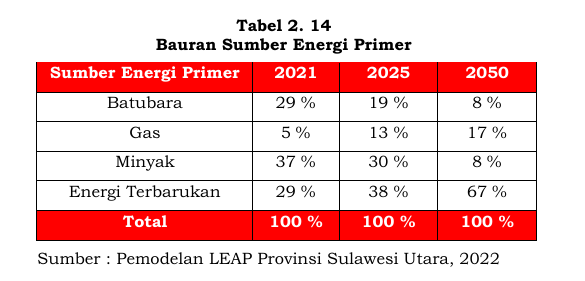 Tabel 2. 14
Bauran Sumber Energi Primer
Sumber Energi Primer 2021 2025 2050
Batubara 29 % 19 % 8 %
Gas 5 % 13 % 17 %
Minyak 37 % 30 % 8 %
Energi Terbarukan 29 % 38 % 67 %
Total 100 % 100 % 100 %
Sumber : Pemodelan LEAP Provinsi Sulawesi Utara, 2022